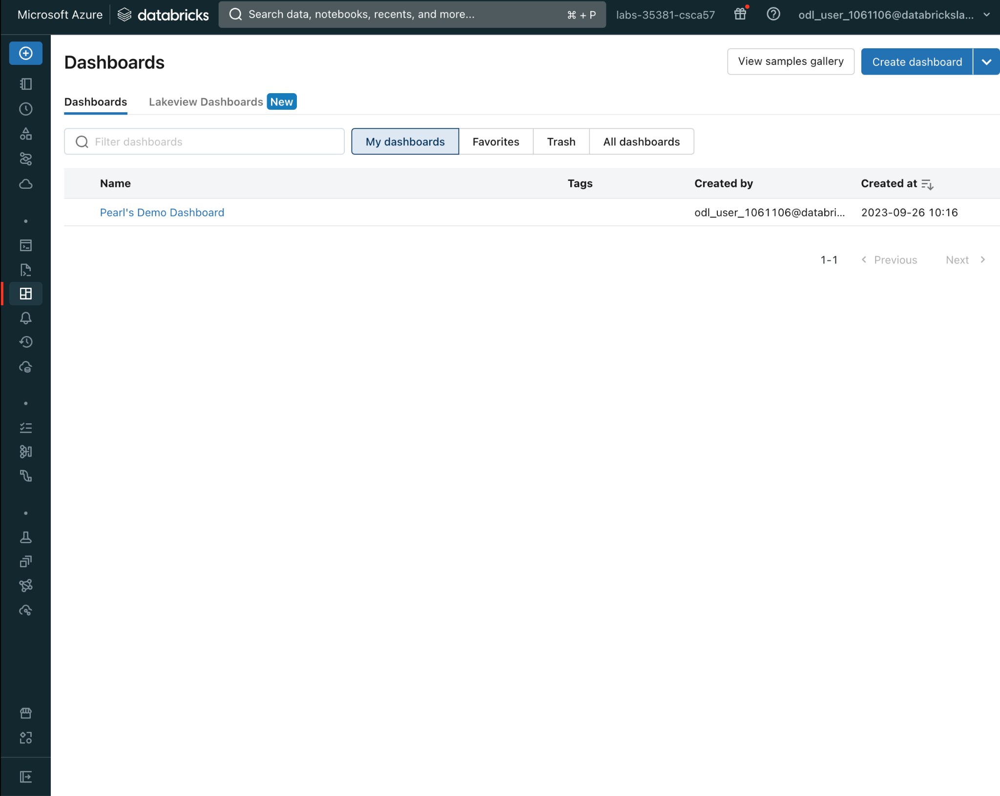 Microsoft Azure databricks Search data, notebooks, recents, and more... ⌘ + P labs-35381-csca57 odl_user_1061106@databricksla...
Dashboards View samples gallery Create dashboard
Dashboards Lakeview Dashboards New
Filter dashboards My dashboards Favorites Trash All dashboards
Name Tags Created by Created at
Pearl's Demo Dashboard odl_user_1061106@databri... 2023-09-26 10:16
1-1 Previous Next